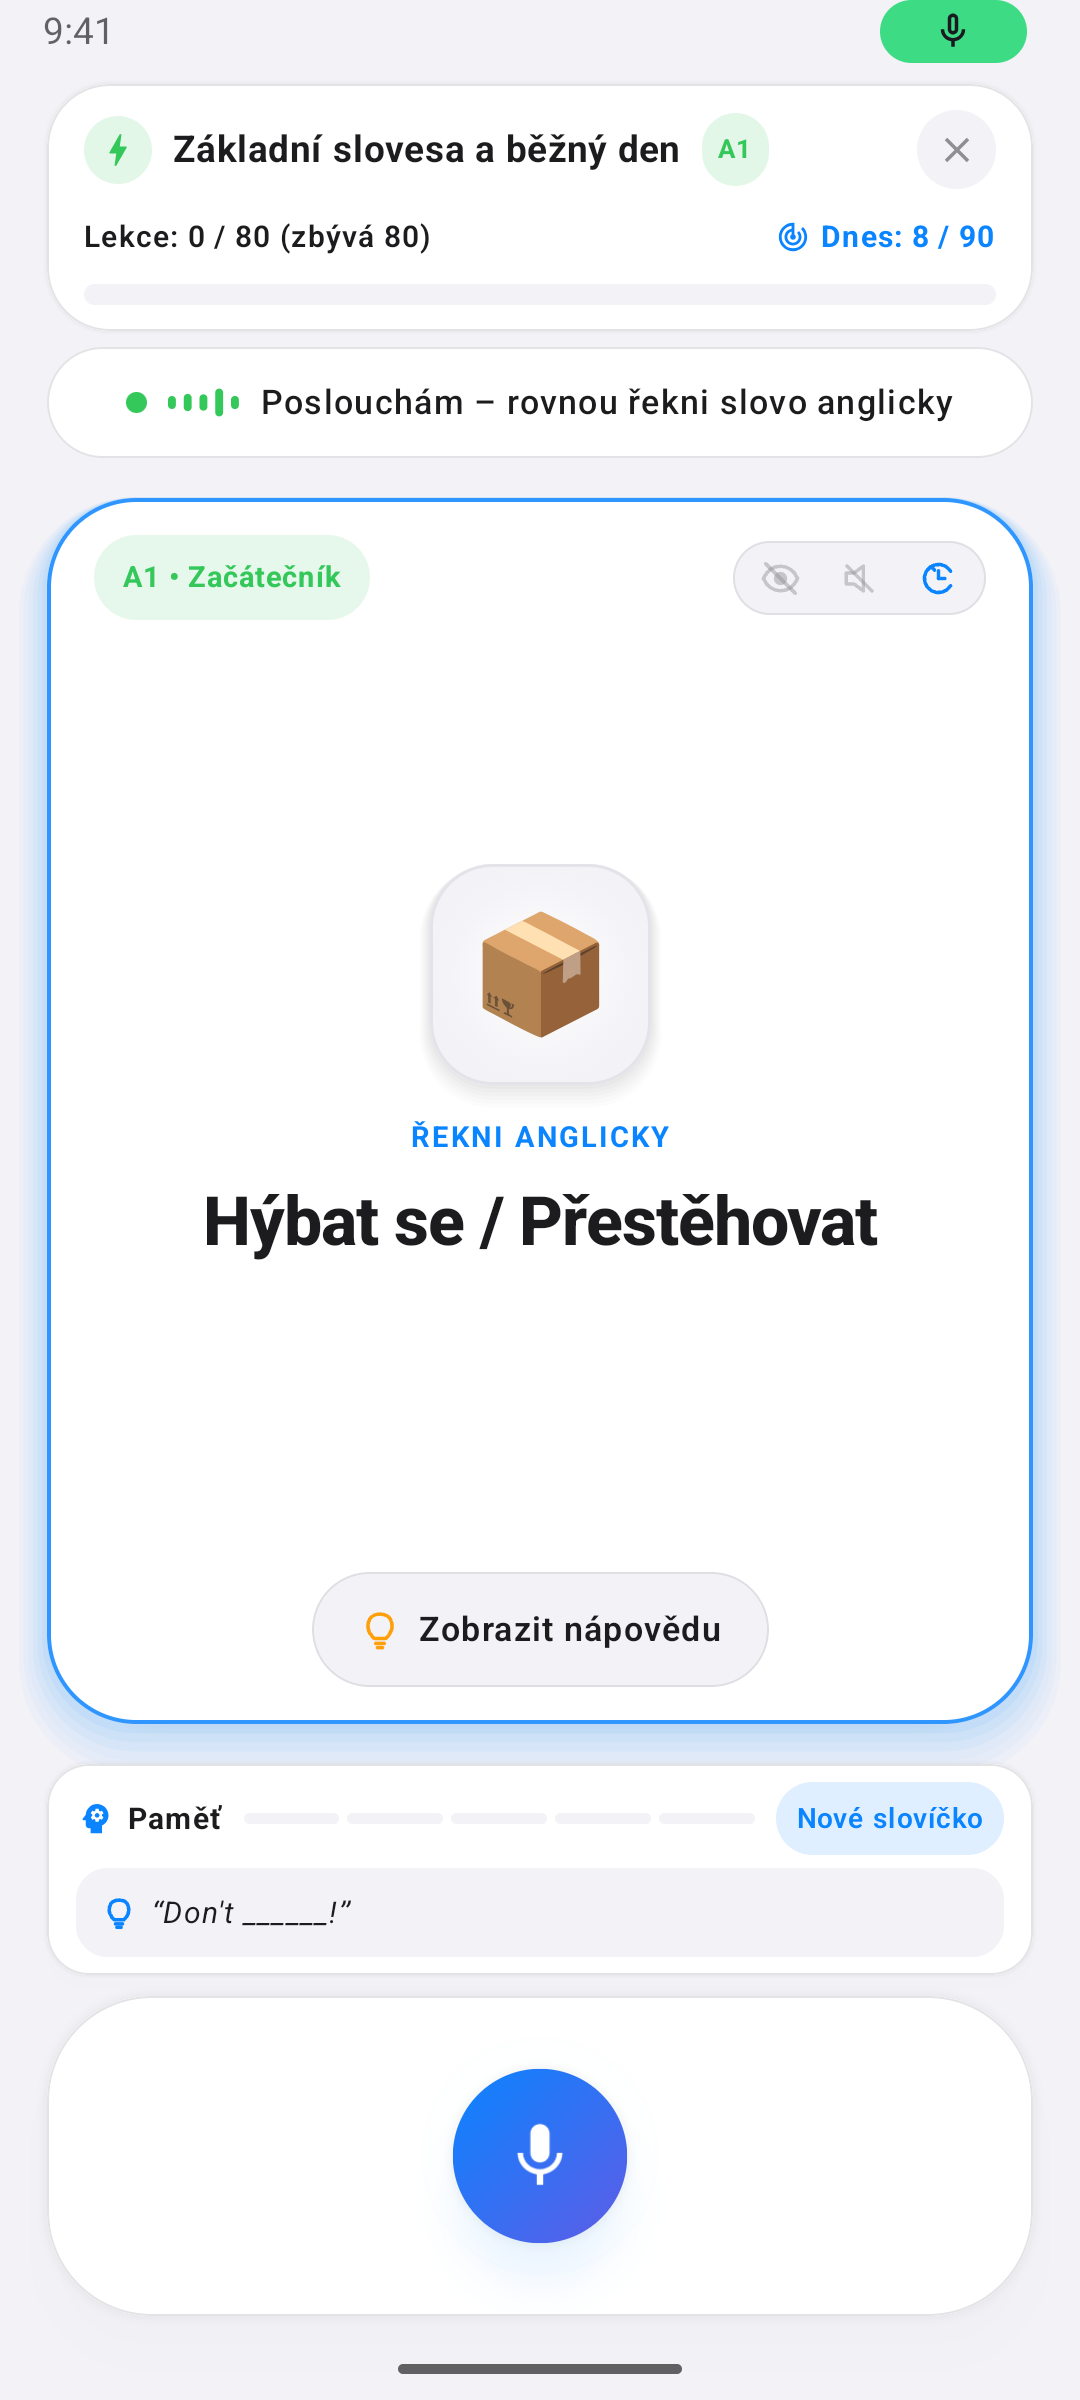 9:41
Základní slovesa a běžný den A1
Lekce: 0 / 80 (zbývá 80) Dnes: 8 / 90
Poslouchám – rovnou řekni slovo anglicky
A1 • Začátečník
ŘEKNI ANGLICKY
Hýbat se / Přestěhovat
Zobrazit nápovědu
Paměť Nové slovíčko
“Don't ______!”